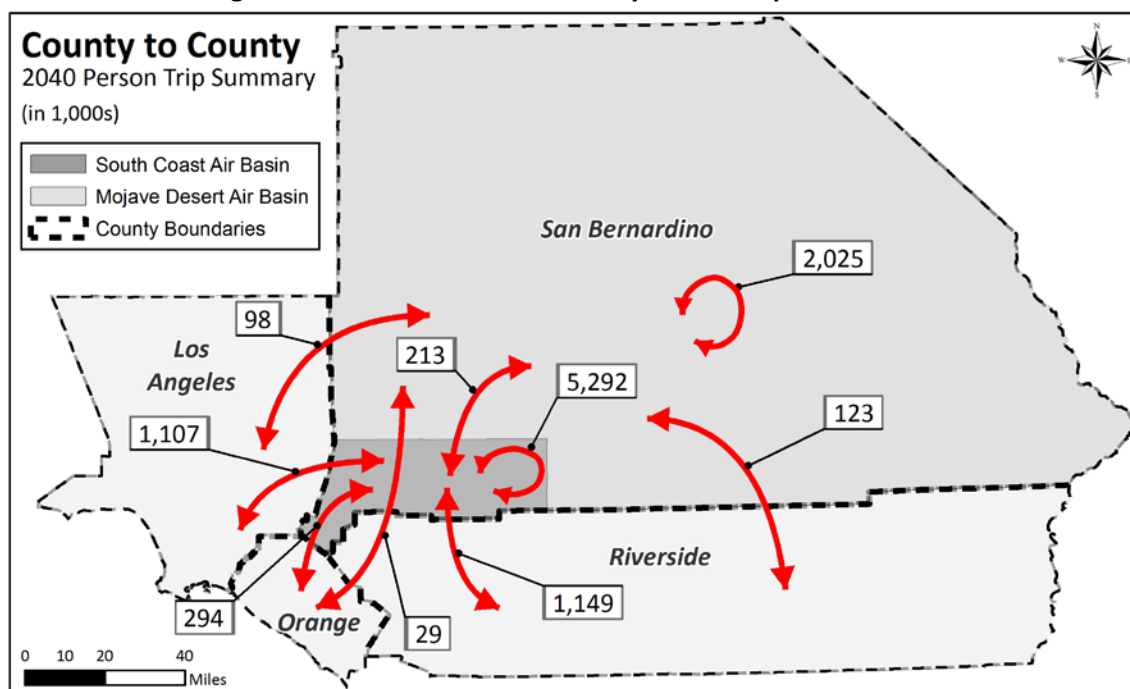 County to County
2040 Person Trip Summary
(in 1,000s)
South Coast Air Basin
Mojave Desert Air Basin
County Boundaries
N
W
E
S
San Bernardino
2,025
98
Los
Angeles
213
5,292
1,107
123
Riverside
294
Orange
29
1,149
0 10 20 40
Miles